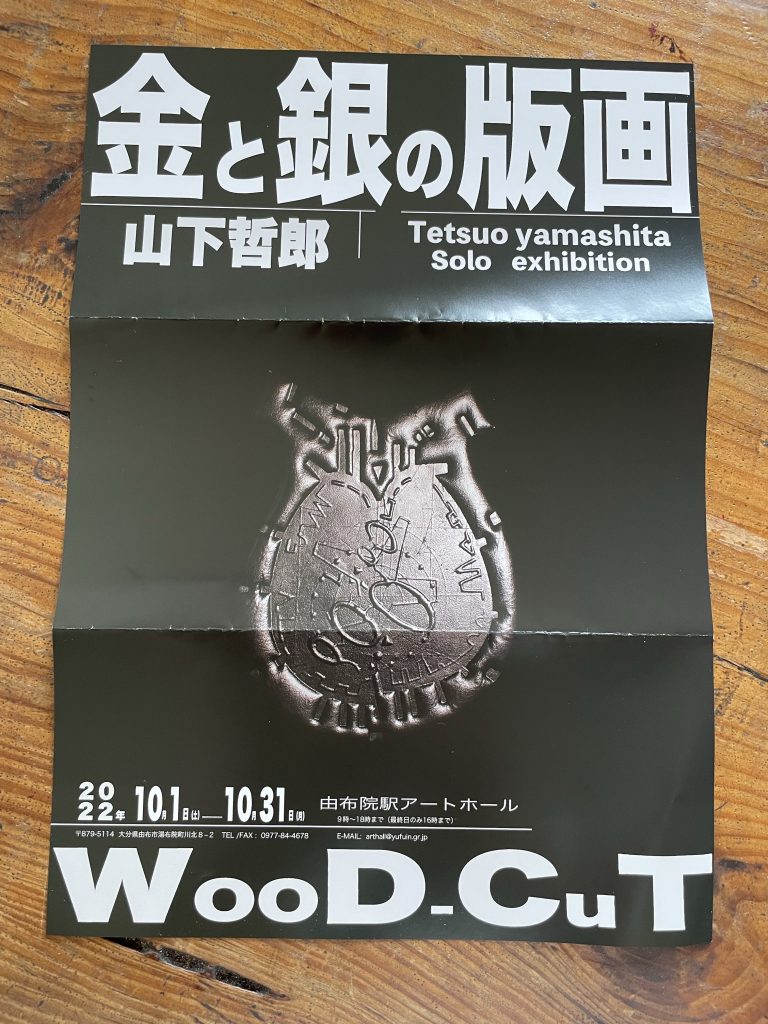 金と銀の版画
山下哲郎
Tetsuo yamashita
Solo exhibition
2022年 10月1日(土)——10月31日(月)
由布院駅アートホール
9時〜18時まで（最終日のみ16時まで）
〒879-5114 大分県由布市湯布院町川北8-2 TEL /FAX : 0977-84-4678 E-MAIL: arthall@yufuin.gr.jp
WooD-CuT